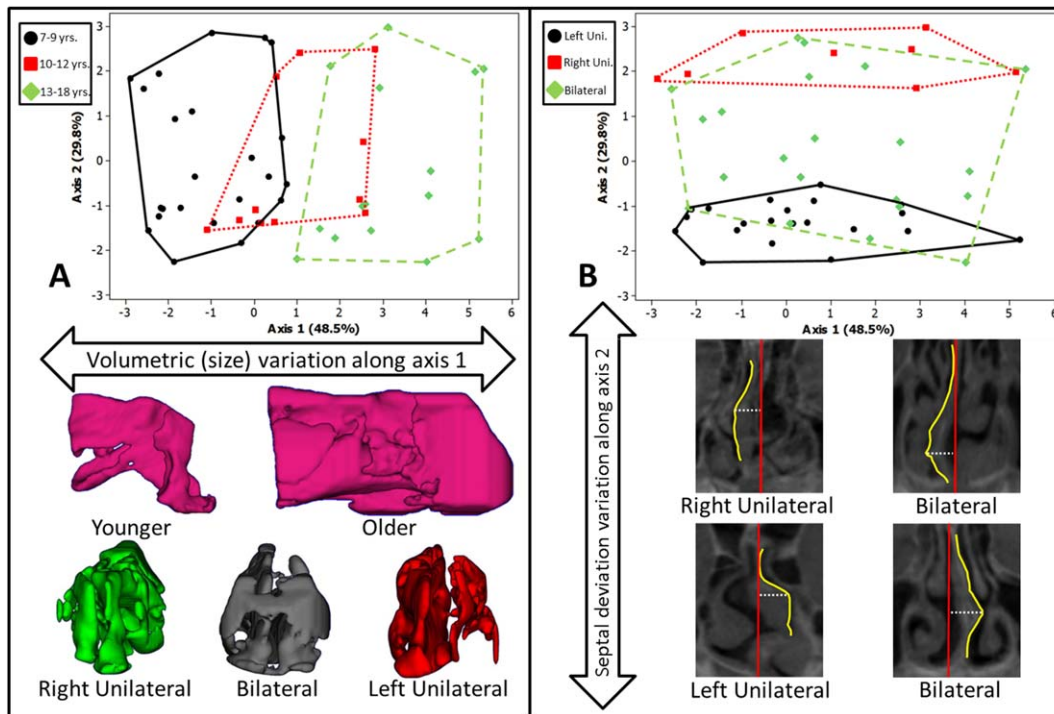 7-9 yrs.
10-12 yrs.
13-18 yrs.
3
2
1
0
-1
-2
-3
Axis 2 (29.8%)
A
-3 -2 -1 0 1 2 3 4 5 6
Axis 1 (48.5%)
Volumetric (size) variation along axis 1
Younger
Older
Right Unilateral
Bilateral
Left Unilateral
Left Uni.
Right Uni.
Bilateral
3
2
1
0
-1
-2
-3
Axis 2 (29.8%)
B
-3 -2 -1 0 1 2 3 4 5 6
Axis 1 (48.5%)
Septal deviation variation along axis 2
Right Unilateral
Bilateral
Left Unilateral
Bilateral